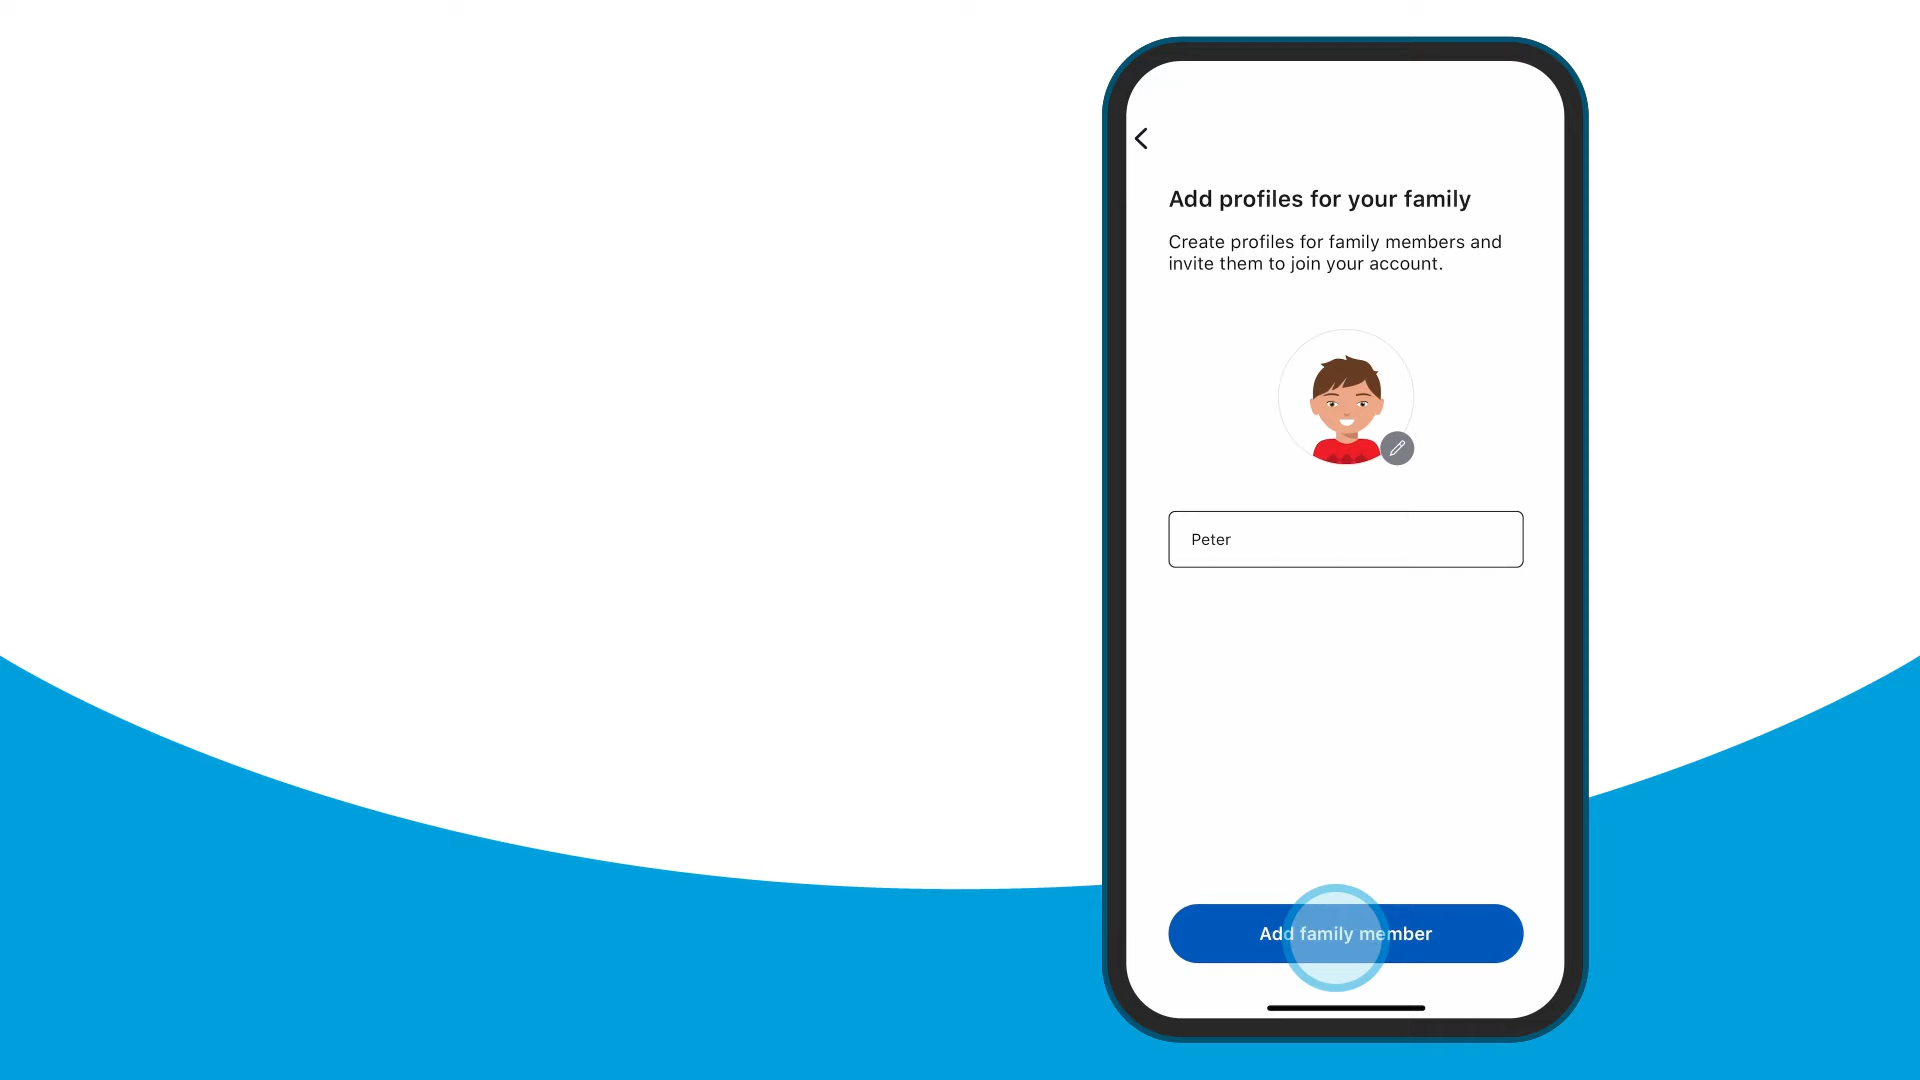 Add profiles for your family
Create profiles for family members and
invite them to join your account.
Peter
Add family member